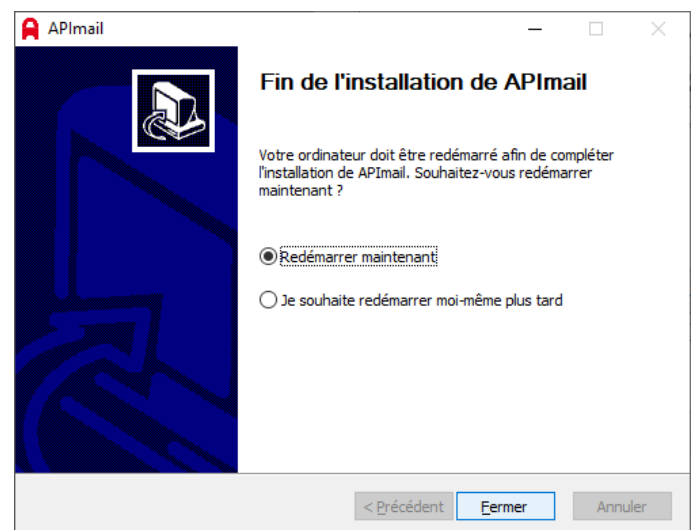 APImail
Fin de l'installation de APImail
Votre ordinateur doit être redémarré afin de compléter
l'installation de APImail. Souhaitez-vous redémarrer
maintenant ?
Redémarrer maintenant
Je souhaite redémarrer moi-même plus tard
< Précédent
Fermer
Annuler